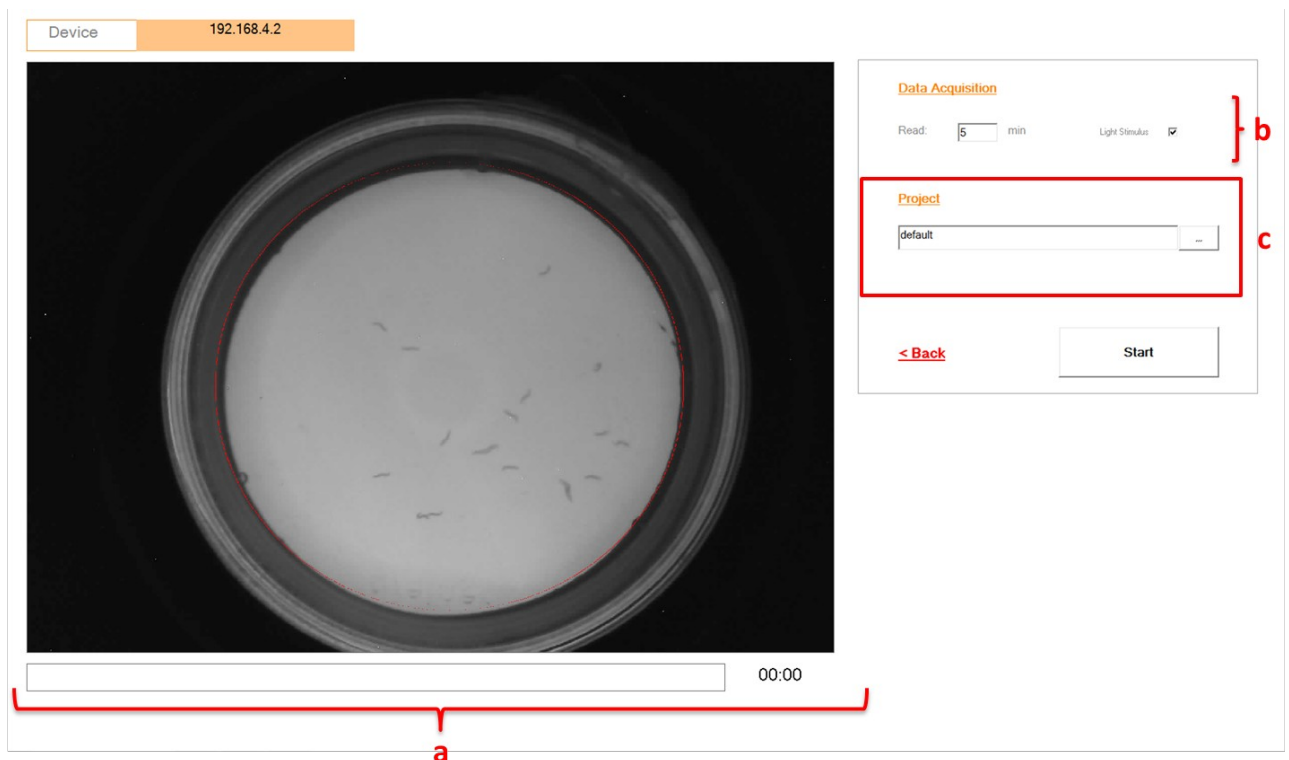 Device 192.168.4.2
Data Acquisition
Read: 5 min Light Stimulus
b
Project
default ...
c
< Back Start
00:00
a